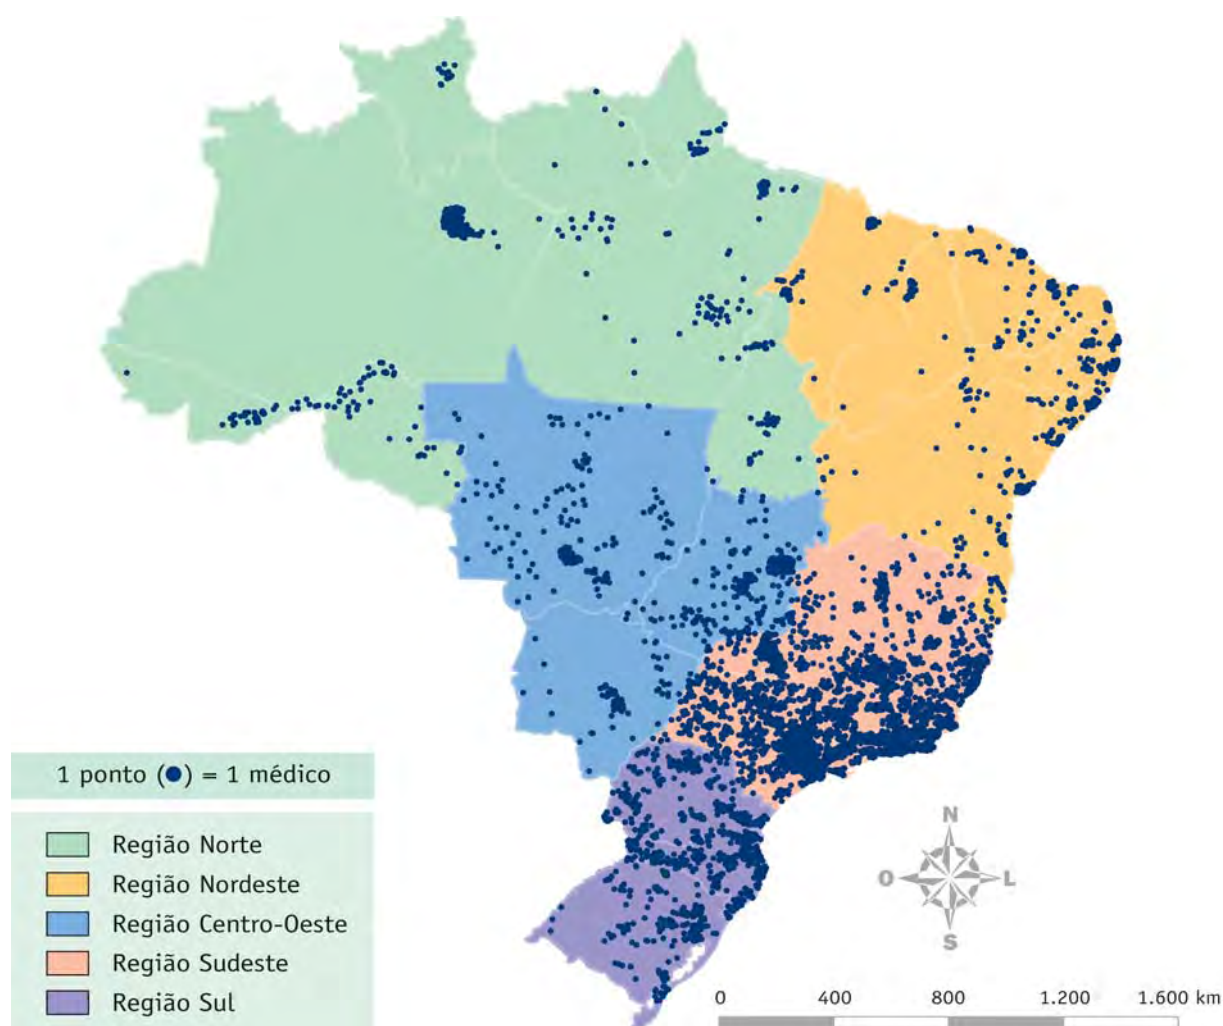 1 ponto (●) = 1 médico
Região Norte
Região Nordeste
Região Centro-Oeste
Região Sudeste
Região Sul
N
O L
S
0 400 800 1.200 1.600 km